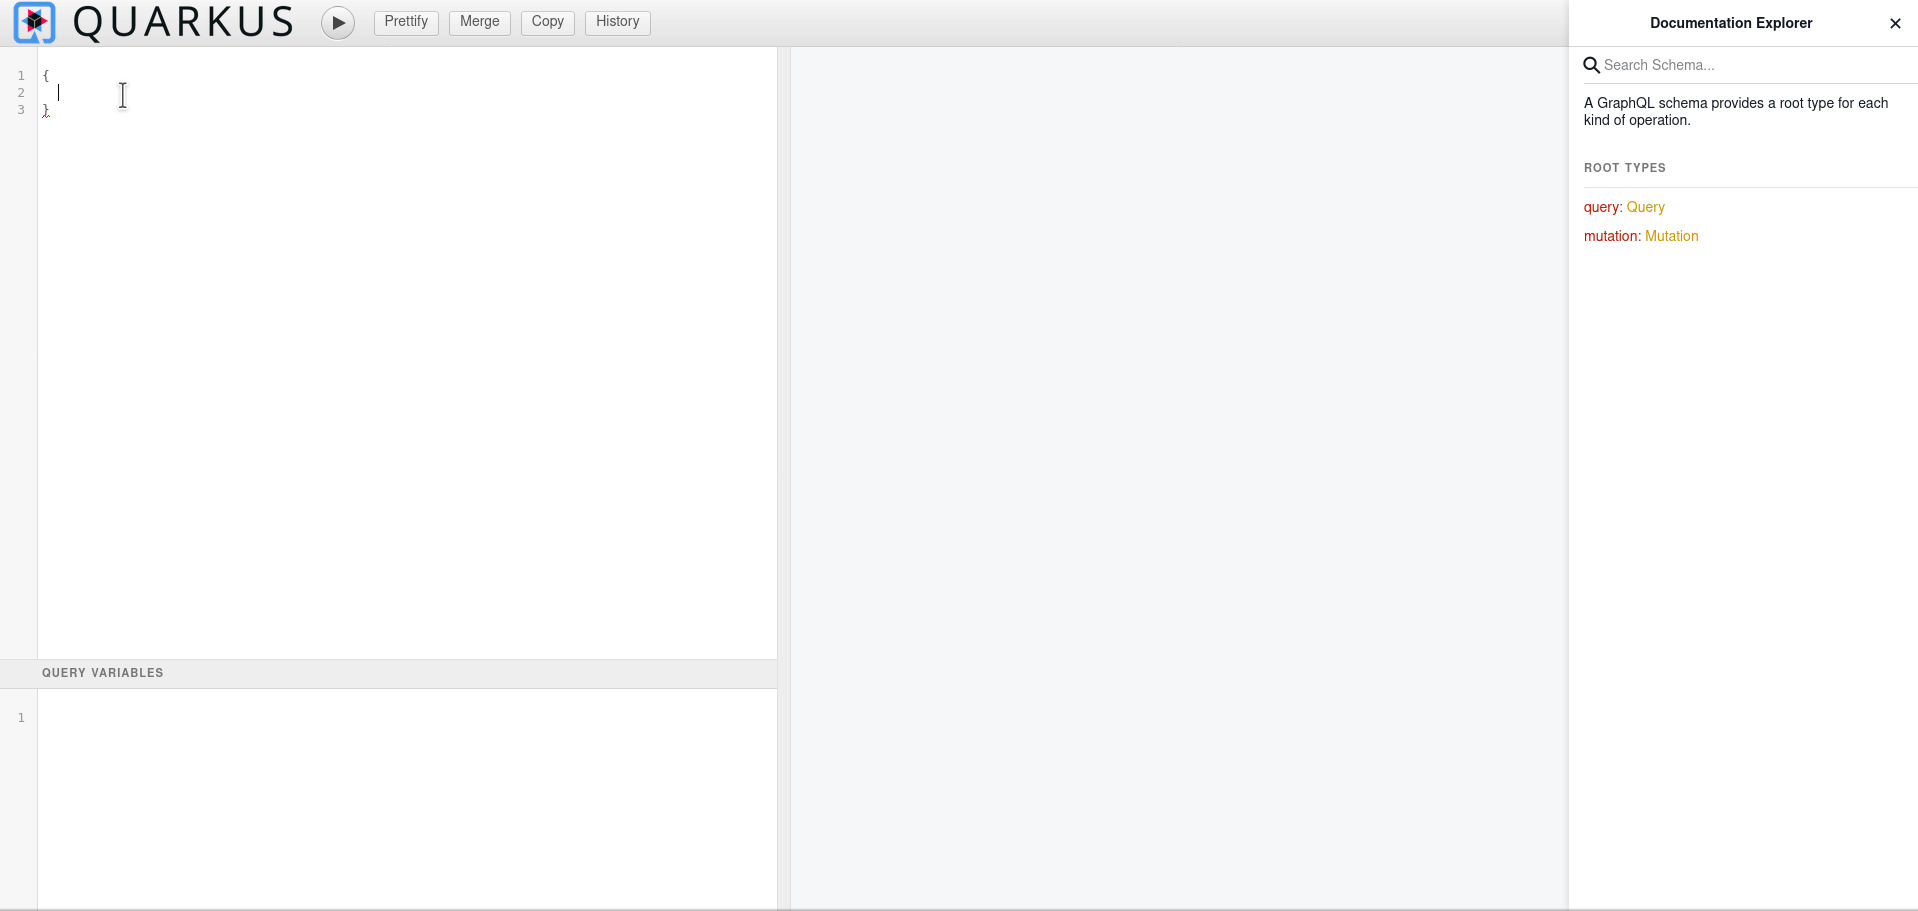 QUARKUS
Prettify Merge Copy History
Documentation Explorer ✕
1 {
2
3 }
Search Schema...
A GraphQL schema provides a root type for each
kind of operation.
ROOT TYPES
query: Query
mutation: Mutation
QUERY VARIABLES
1